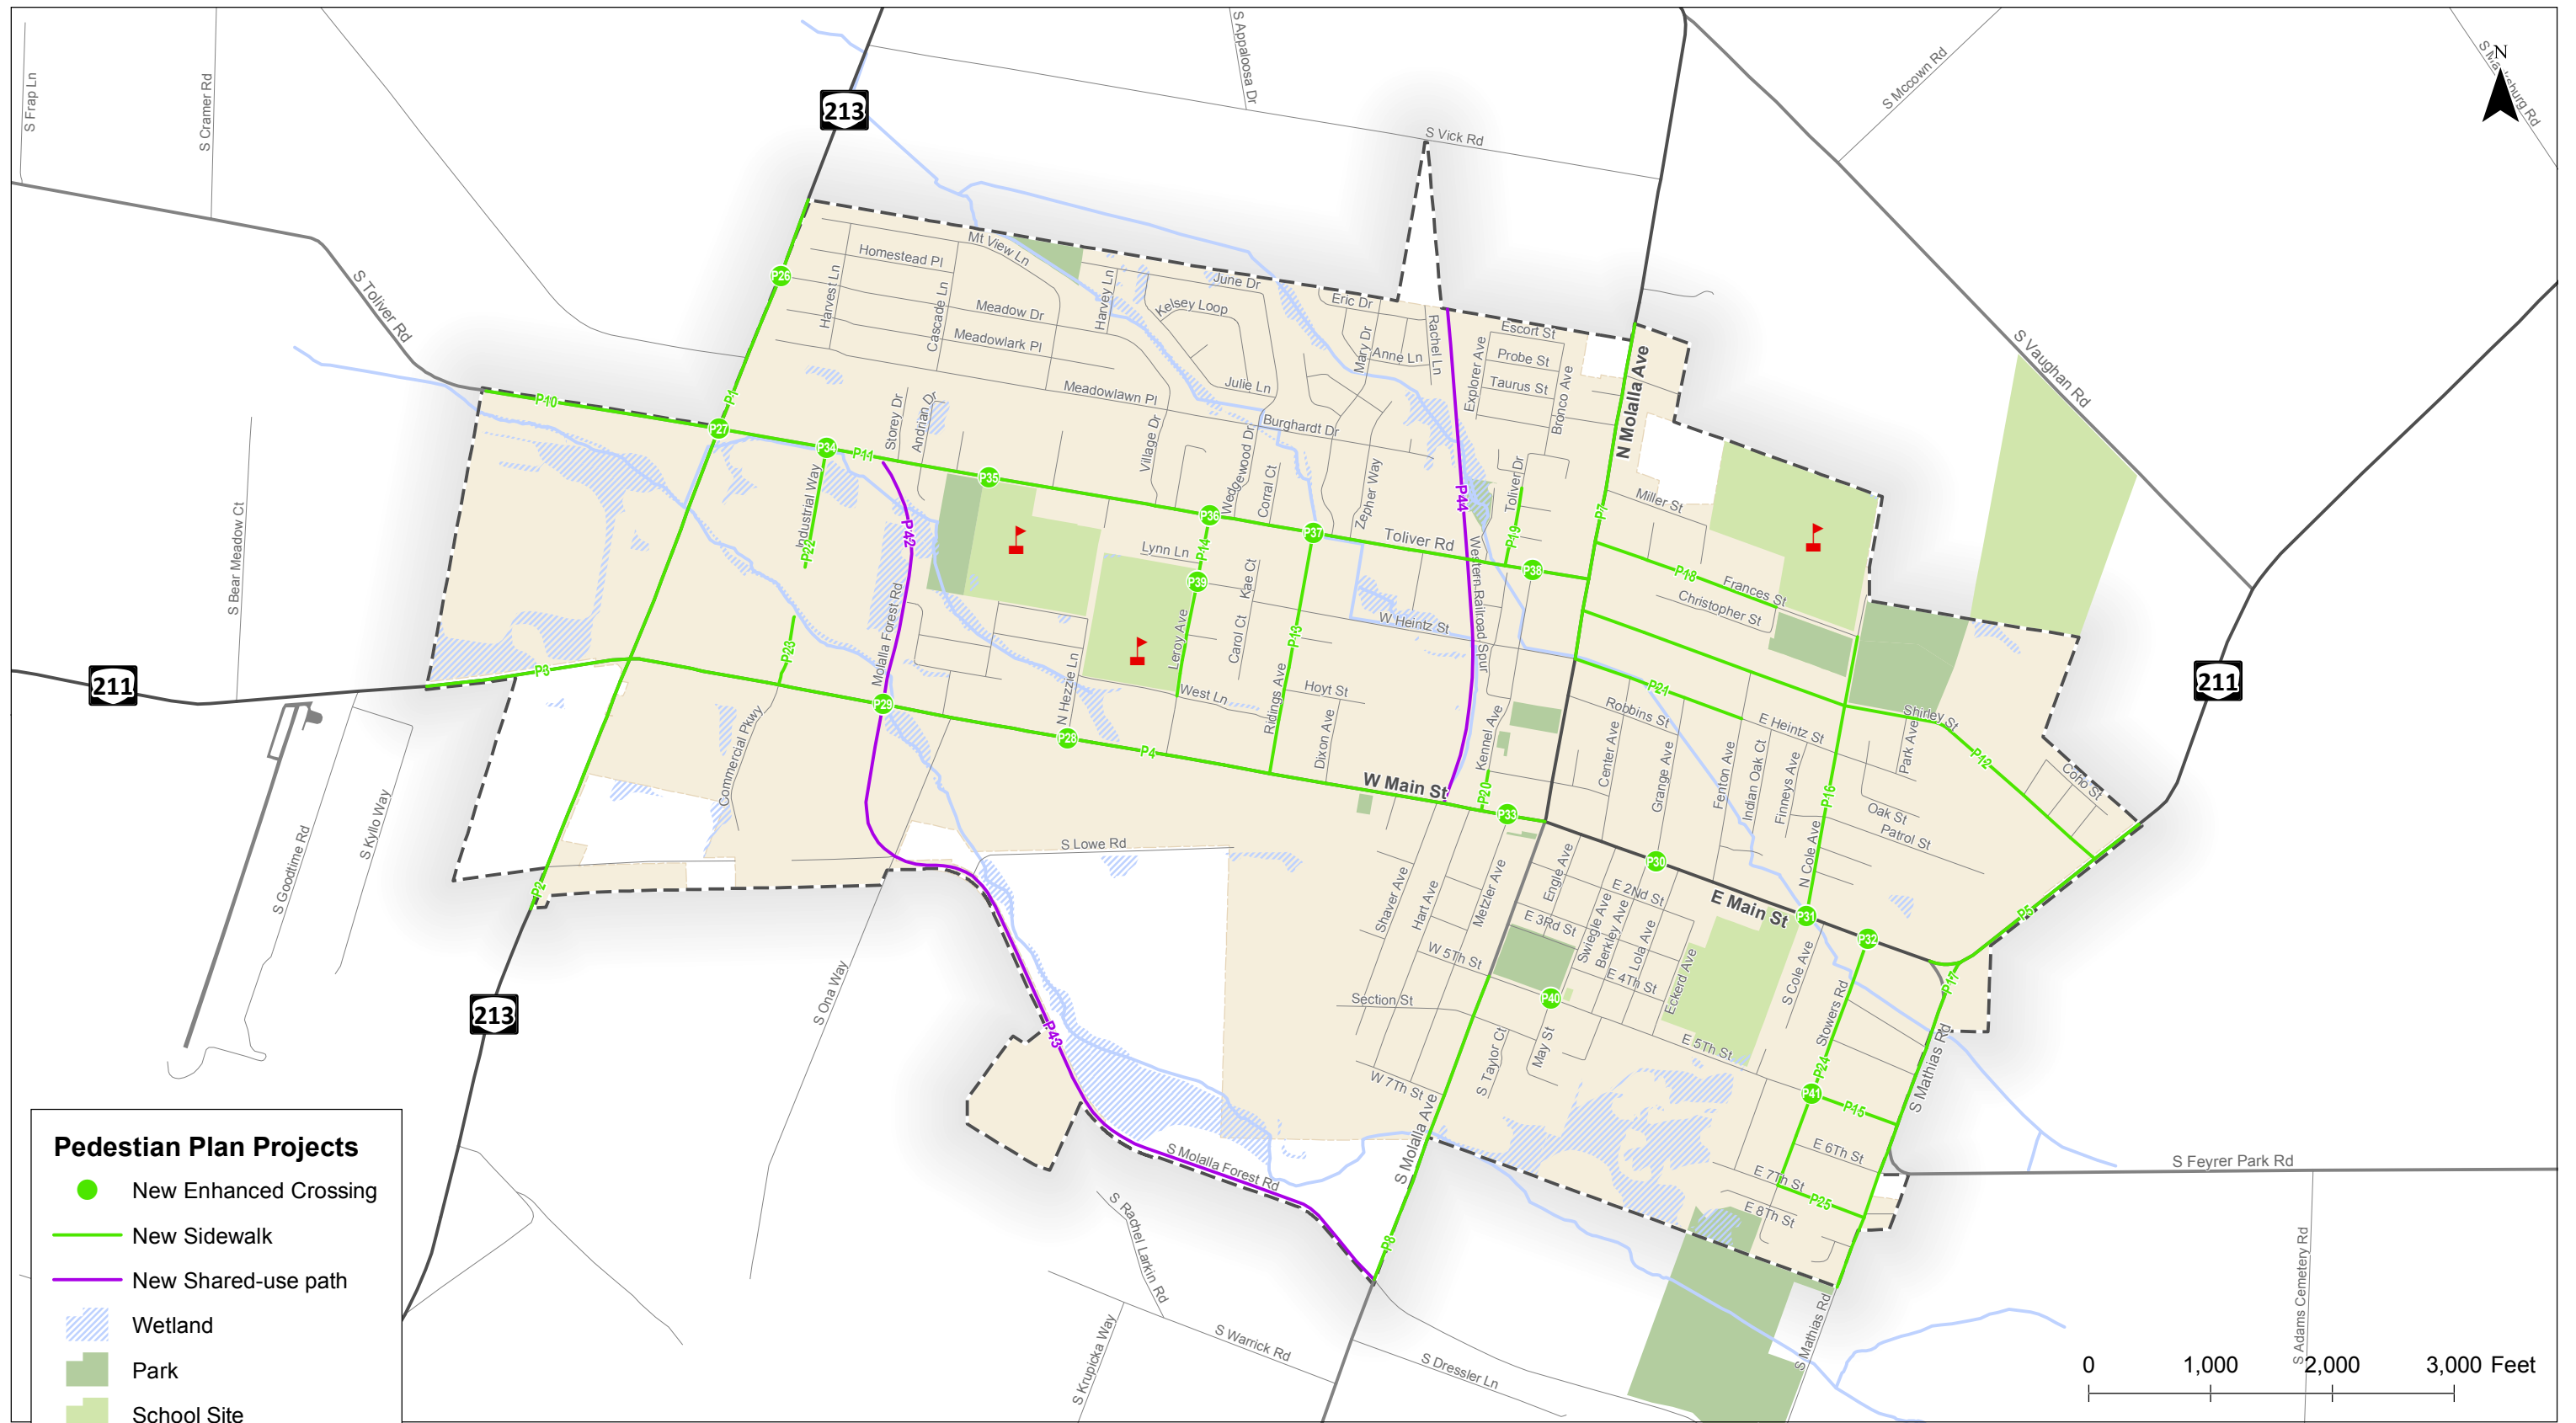 S Frap Ln
S Cramer Rd
213
S Appaloosa Dr
S Vick Rd
S Mccown Rd
N
S Toliver Rd
S Vaughan Rd
P26
Homestead Pl
Mt View Ln
Harvest Ln
Cascade Ln
Meadow Dr
Meadowlark Pl
Harvey Ln
June Dr
Kelsey Loop
Eric Dr
Mary Dr
Anne Ln
Rachel Ln
Escort St
Probe St
Taurus St
Explorer Ave
Bronco Ave
N Molalla Ave
P10
P1
P27
P34
P11
Storey Dr
Andrian Dr
Meadowlawn Pl
Julie Ln
Burghardt Dr
Village Dr
Wedgewood Dr
Corral Ct
Zepher Way
P35
P36
P37
Toliver Rd
P44
Toliver Dr
P19
P38
P7
Miller St
S Bear Meadow Ct
Industrial Way
P22
P42
Lynn Ln
P14
P39
Kae Ct
P18
Frances St
Christopher St
Western Railroad Spur
W Heintz St
P13
Carol Ct
Leroy Ave
Molalla Forest Rd
P23
N Hezzie Ln
West Ln
Ridings Ave
Hoyt St
Dixon Ave
Kennel Ave
P20
P21
Robbins St
E Heintz St
Shirley St
Park Ave
P12
Coho St
211
211
P3
P29
P28
P4
W Main St
P33
Commercial Pkwy
Center Ave
Grange Ave
Fenton Ave
Indian Oak Ct
Finneys Ave
P16
Oak St
Patrol St
N Cole Ave
S Goodtime Rd
S Kyllo Way
P2
S Lowe Rd
P30
E Main St
P31
P32
P5
Shaver Ave
Hart Ave
Metzler Ave
Engle Ave
E 2Nd St
E 3Rd St
Swiegle Ave
Berkley Ave
Lola Ave
E 4Th St
Eckerd Ave
S Cole Ave
Stowers Rd
P17
W 5Th St
Section St
P40
213
S Ona Way
P43
W 7Th St
S Taylor Ct
May St
E 5Th St
P24
P41
P15
S Mathias Rd
S Molalla Ave
E 6Th St
E 7Th St
P25
E 8Th St
S Feyrer Park Rd
S Molalla Forest Rd
P8
S Rachel Larkin Rd
S Krupicka Way
S Warrick Rd
S Dressler Ln
S Mathias Rd
S Adams Cemetery Rd
Pedestian Plan Projects
New Enhanced Crossing
New Sidewalk
New Shared-use path
Wetland
Park
School Site
0 1,000 2,000 3,000 Feet